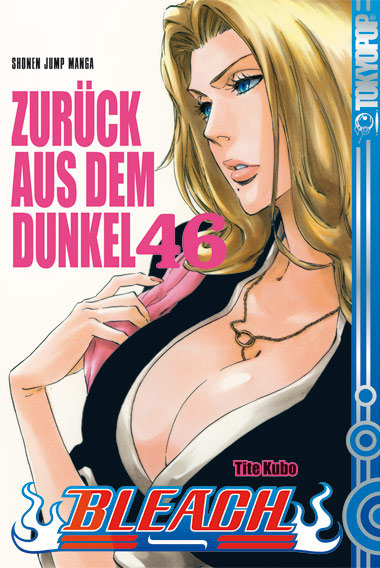 SHONEN JUMP MANGA
TOKYOPOP®
ZURÜCK
AUS DEM
DUNKEL 46
Tite Kubo
BLEACH